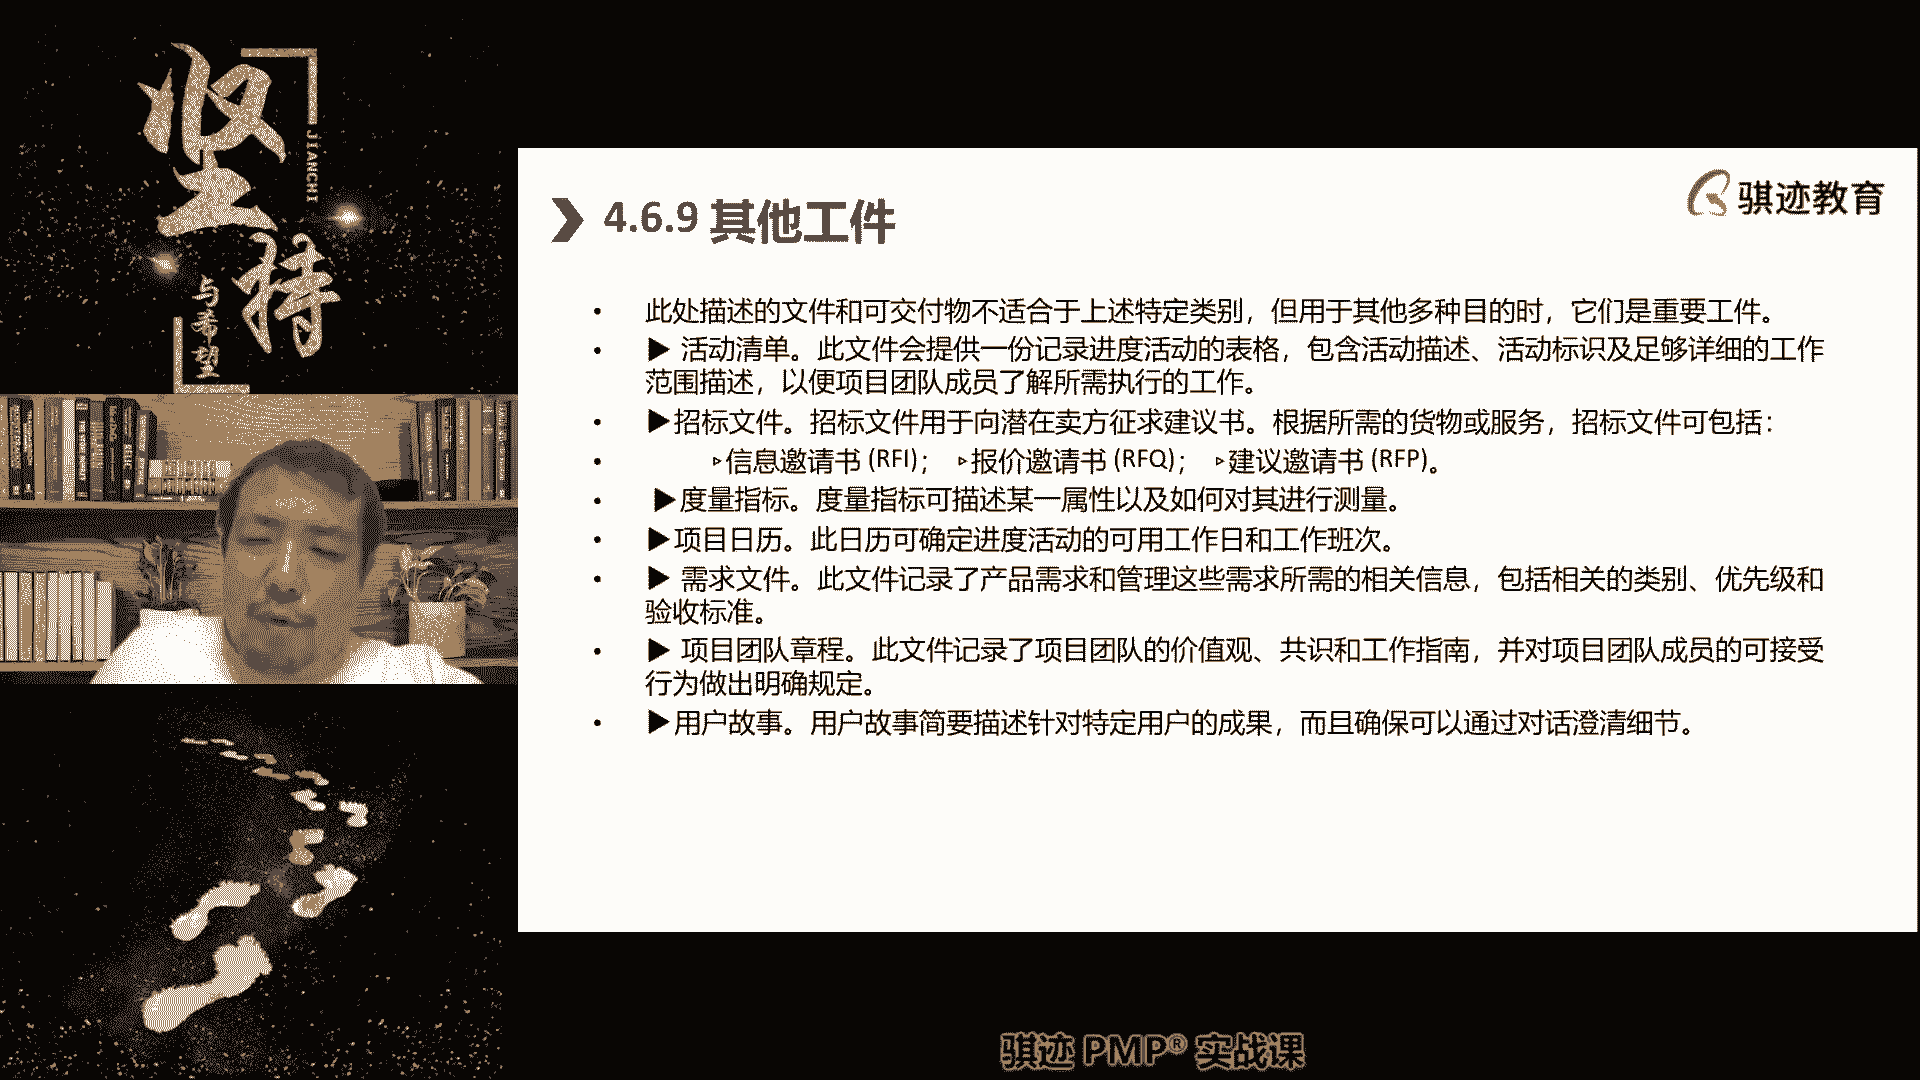 坚持
JIANCHI
与希望
骐迹教育
4.6.9 其他工件
• 此处描述的文件和可交付物不适合于上述特定类别，但用于其他多种目的时，它们是重要工件。
• ▶ 活动清单。此文件会提供一份记录进度活动的表格，包含活动描述、活动标识及足够详细的工作
范围描述，以便项目团队成员了解所需执行的工作。
• ▶招标文件。招标文件用于向潜在卖方征求建议书。根据所需的货物或服务，招标文件可包括：
• ▹信息邀请书 (RFI)； ▹报价邀请书 (RFQ)； ▹建议邀请书 (RFP)。
• ▶度量指标。度量指标可描述某一属性以及如何对其进行测量。
• ▶项目日历。此日历可确定进度活动的可用工作日和工作班次。
• ▶ 需求文件。此文件记录了产品需求和管理这些需求所需的相关信息，包括相关的类别、优先级和
验收标准。
• ▶ 项目团队章程。此文件记录了项目团队的价值观、共识和工作指南，并对项目团队成员的可接受
行为做出明确规定。
• ▶用户故事。用户故事简要描述针对特定用户的成果，而且确保可以通过对话澄清细节。
骐迹 PMP® 实战课